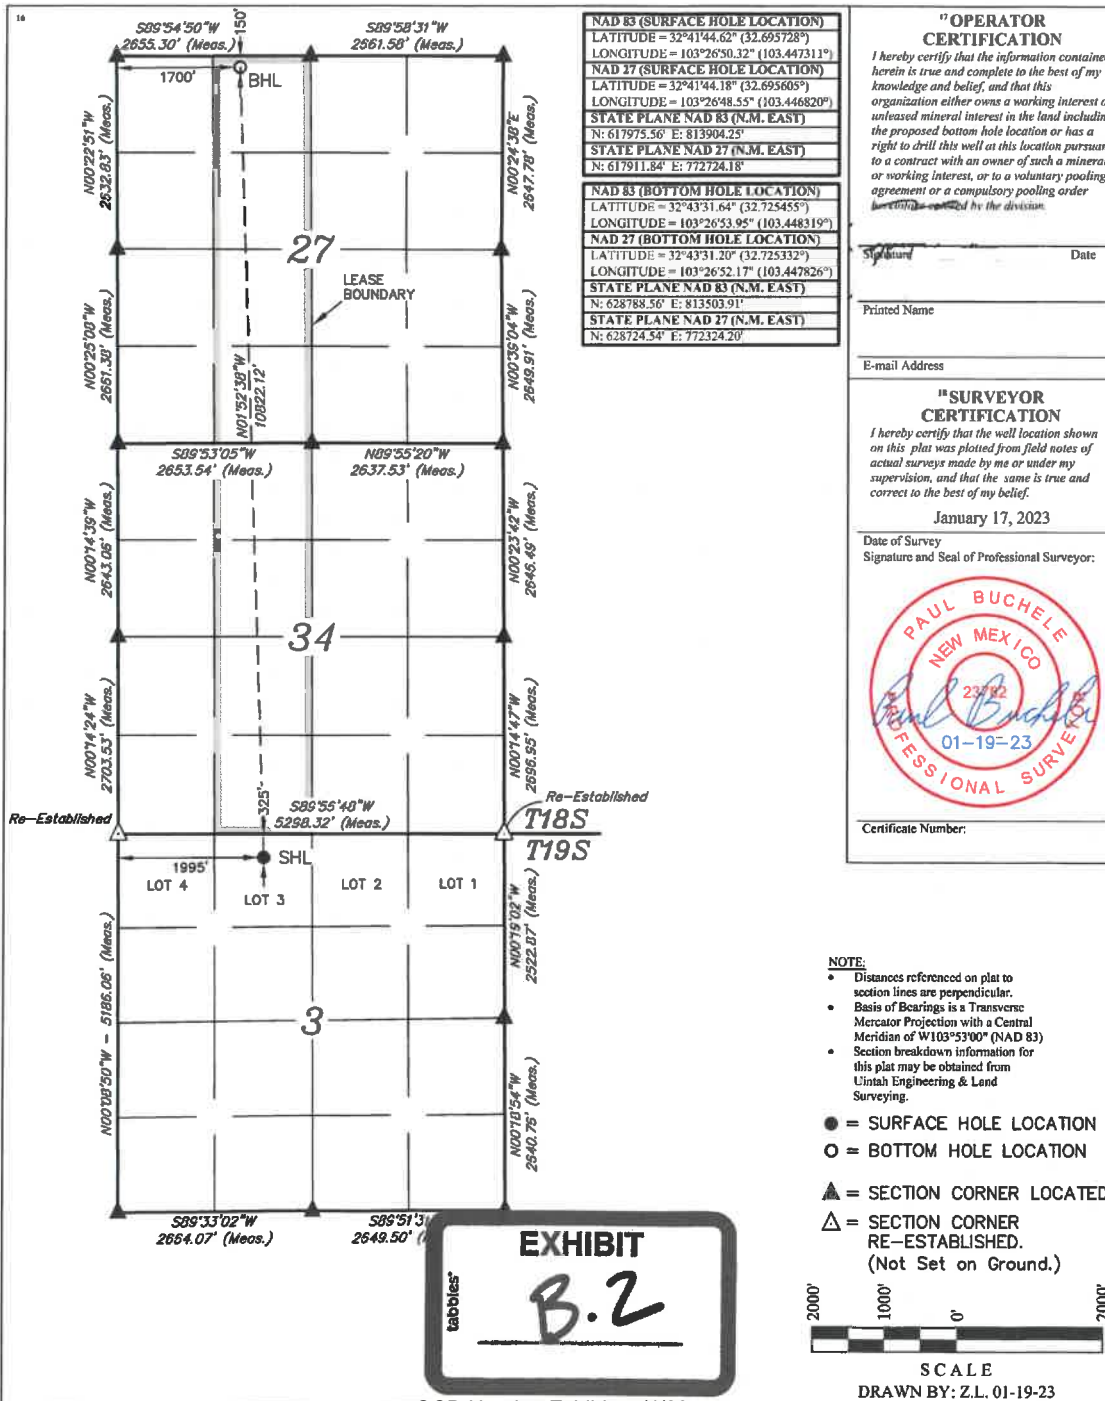 16
S89°54'50"W
2655.30' (Meas.)
150'
S89°58'31"W
2661.58' (Meas.)
1700'
BHL
N00°22'51"W
2632.83' (Meas.)
N00°24'38"E
2647.78' (Meas.)
27
LEASE
BOUNDARY
N00°25'08"W
2661.38' (Meas.)
N01°52'38"W
10822.12'
N00°39'04"W
2649.91' (Meas.)
S89°53'05"W
2653.54' (Meas.)
N89°55'20"W
2637.53' (Meas.)
N00°14'39"W
2643.06' (Meas.)
N00°23'42"W
2645.49' (Meas.)
34
N00°14'24"W
2703.53' (Meas.)
N00°14'47"W
2696.95' (Meas.)
325'
S89°55'48"W
5298.32' (Meas.)
Re-Established
Re-Established
T18S
T19S
1995'
SHL
LOT 4
LOT 3
LOT 2
LOT 1
N00°19'02"W
2522.87' (Meas.)
N00°08'50"W - 5186.06' (Meas.)
3
N00°18'54"W
2640.76' (Meas.)
S89°33'02"W
2664.07' (Meas.)
S89°51'3
2649.50' (
NAD 83 (SURFACE HOLE LOCATION)
LATITUDE = 32°41'44.62" (32.695728°)
LONGITUDE = 103°26'50.32" (103.447311°)
NAD 27 (SURFACE HOLE LOCATION)
LATITUDE = 32°41'44.18" (32.695605°)
LONGITUDE = 103°26'48.55" (103.446820°)
STATE PLANE NAD 83 (N.M. EAST)
N: 617975.56' E: 813904.25'
STATE PLANE NAD 27 (N.M. EAST)
N: 617911.84' E: 772724.18'
NAD 83 (BOTTOM HOLE LOCATION)
LATITUDE = 32°43'31.64" (32.725455°)
LONGITUDE = 103°26'53.95" (103.448319°)
NAD 27 (BOTTOM HOLE LOCATION)
LATITUDE = 32°43'31.20" (32.725332°)
LONGITUDE = 103°26'52.17" (103.447826°)
STATE PLANE NAD 83 (N.M. EAST)
N: 628788.56' E: 813503.91'
STATE PLANE NAD 27 (N.M. EAST)
N: 628724.54' E: 772324.20'
17 OPERATOR
CERTIFICATION
I hereby certify that the information contained
herein is true and complete to the best of my
knowledge and belief, and that this
organization either owns a working interest o
unleased mineral interest in the land includin
the proposed bottom hole location or has a
right to drill this well at this location pursuan
to a contract with an owner of such a mineral
or working interest, or to a voluntary pooling
agreement or a compulsory pooling order
by the division.
Signature Date
Printed Name
E-mail Address
18 SURVEYOR
CERTIFICATION
I hereby certify that the well location shown
on this plat was plotted from field notes of
actual surveys made by me or under my
supervision, and that the same is true and
correct to the best of my belief.
January 17, 2023
Date of Survey
Signature and Seal of Professional Surveyor:
PAUL BUCHELE
NEW MEXICO
23782
Paul Buchele
01-19-23
PROFESSIONAL SURVEYOR
Certificate Number:
NOTE:
• Distances referenced on plat to
section lines are perpendicular.
• Basis of Bearings is a Transverse
Mercator Projection with a Central
Meridian of W103°53'00" (NAD 83)
• Section breakdown information for
this plat may be obtained from
Uintah Engineering & Land
Surveying.
= SURFACE HOLE LOCATION
= BOTTOM HOLE LOCATION
= SECTION CORNER LOCATED
= SECTION CORNER
RE-ESTABLISHED.
(Not Set on Ground.)
2000' 1000' 0' 2000'
SCALE
DRAWN BY: Z.L. 01-19-23
EXHIBIT
tabbies'
B.2